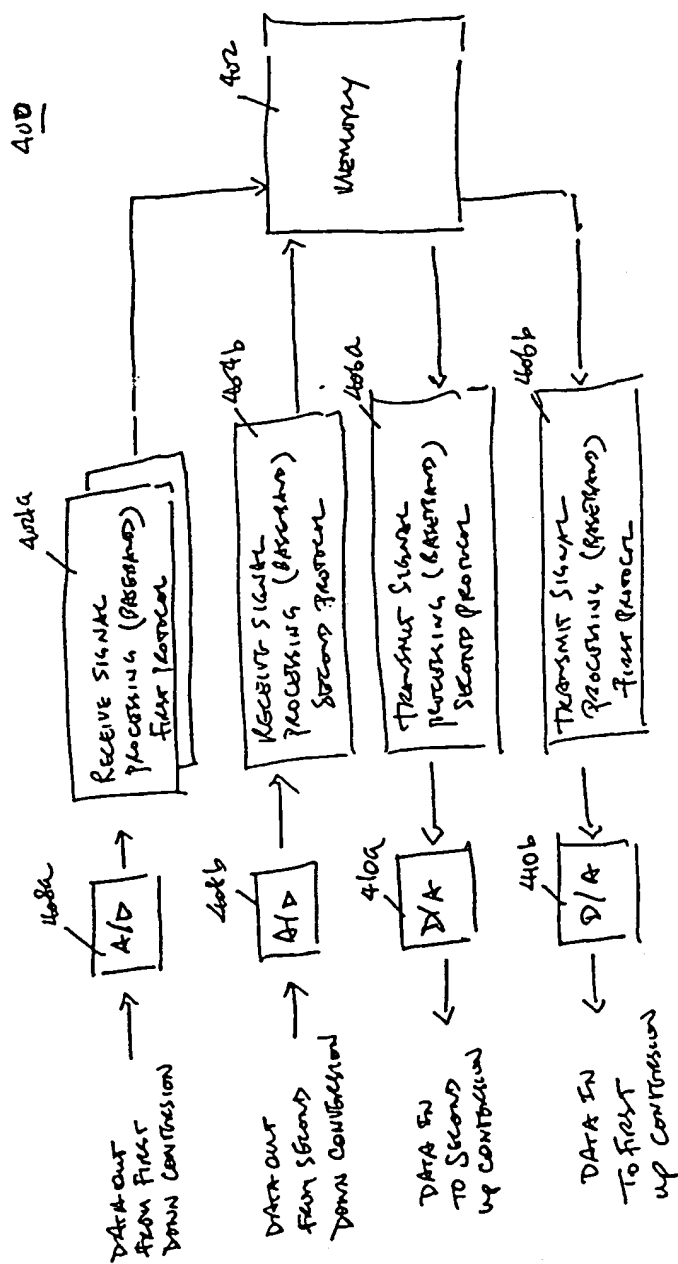 400
DATA OUT
FROM FIRST
DOWN CONVERSION
408a
A/D
404a
RECEIVE SIGNAL
PROCESSING (BASEBAND)
FIRST PROTOCOL
402
MEMORY
DATA OUT
FROM SECOND
DOWN CONVERSION
408b
A/D
404b
RECEIVE SIGNAL
PROCESSING (BASEBAND)
SECOND PROTOCOL
DATA IN
TO SECOND
UP CONVERSION
410a
D/A
406a
TRANSMIT SIGNAL
PROCESSING (BASEBAND)
SECOND PROTOCOL
DATA IN
TO FIRST
UP CONVERSION
410b
D/A
406b
TRANSMIT SIGNAL
PROCESSING (BASEBAND)
FIRST PROTOCOL